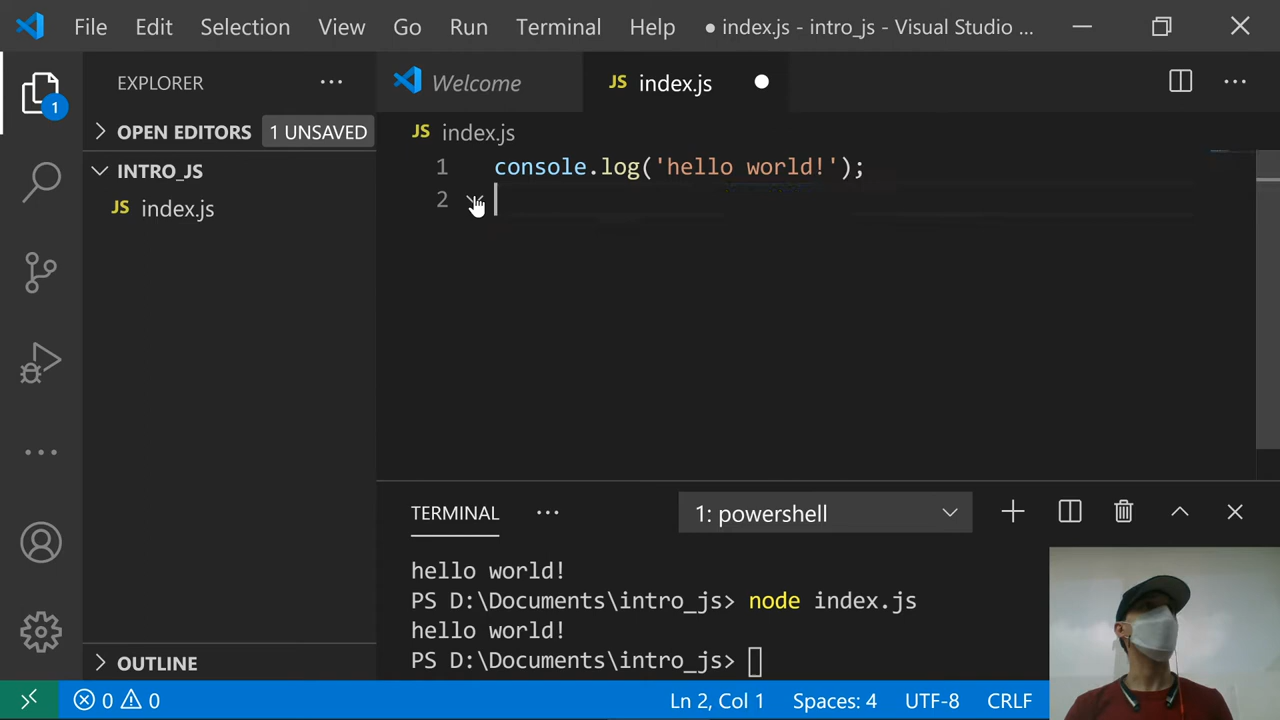 File Edit Selection View Go Run Terminal Help ● index.js - intro_js - Visual Studio ...
EXPLORER ...
Welcome
JS index.js
1
OPEN EDITORS 1 UNSAVED
JS index.js
INTRO_JS
1 console.log('hello world!');
JS index.js
2
TERMINAL ...
1: powershell
hello world!
PS D:\Documents\intro_js> node index.js
hello world!
PS D:\Documents\intro_js>
OUTLINE
0 0 Ln 2, Col 1 Spaces: 4 UTF-8 CRLF